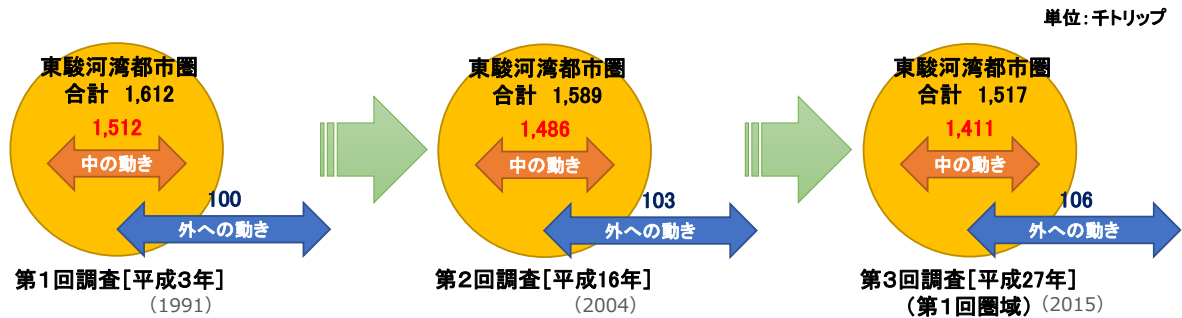 単位：千トリップ
東駿河湾都市圏
合計 1,612
1,512
中の動き
100
外への動き
第１回調査［平成３年］
（1991）
東駿河湾都市圏
合計 1,589
1,486
中の動き
103
外への動き
第２回調査［平成16年］
（2004）
東駿河湾都市圏
合計 1,517
1,411
中の動き
106
外への動き
第３回調査［平成27年］
（第１回圏域）（2015）